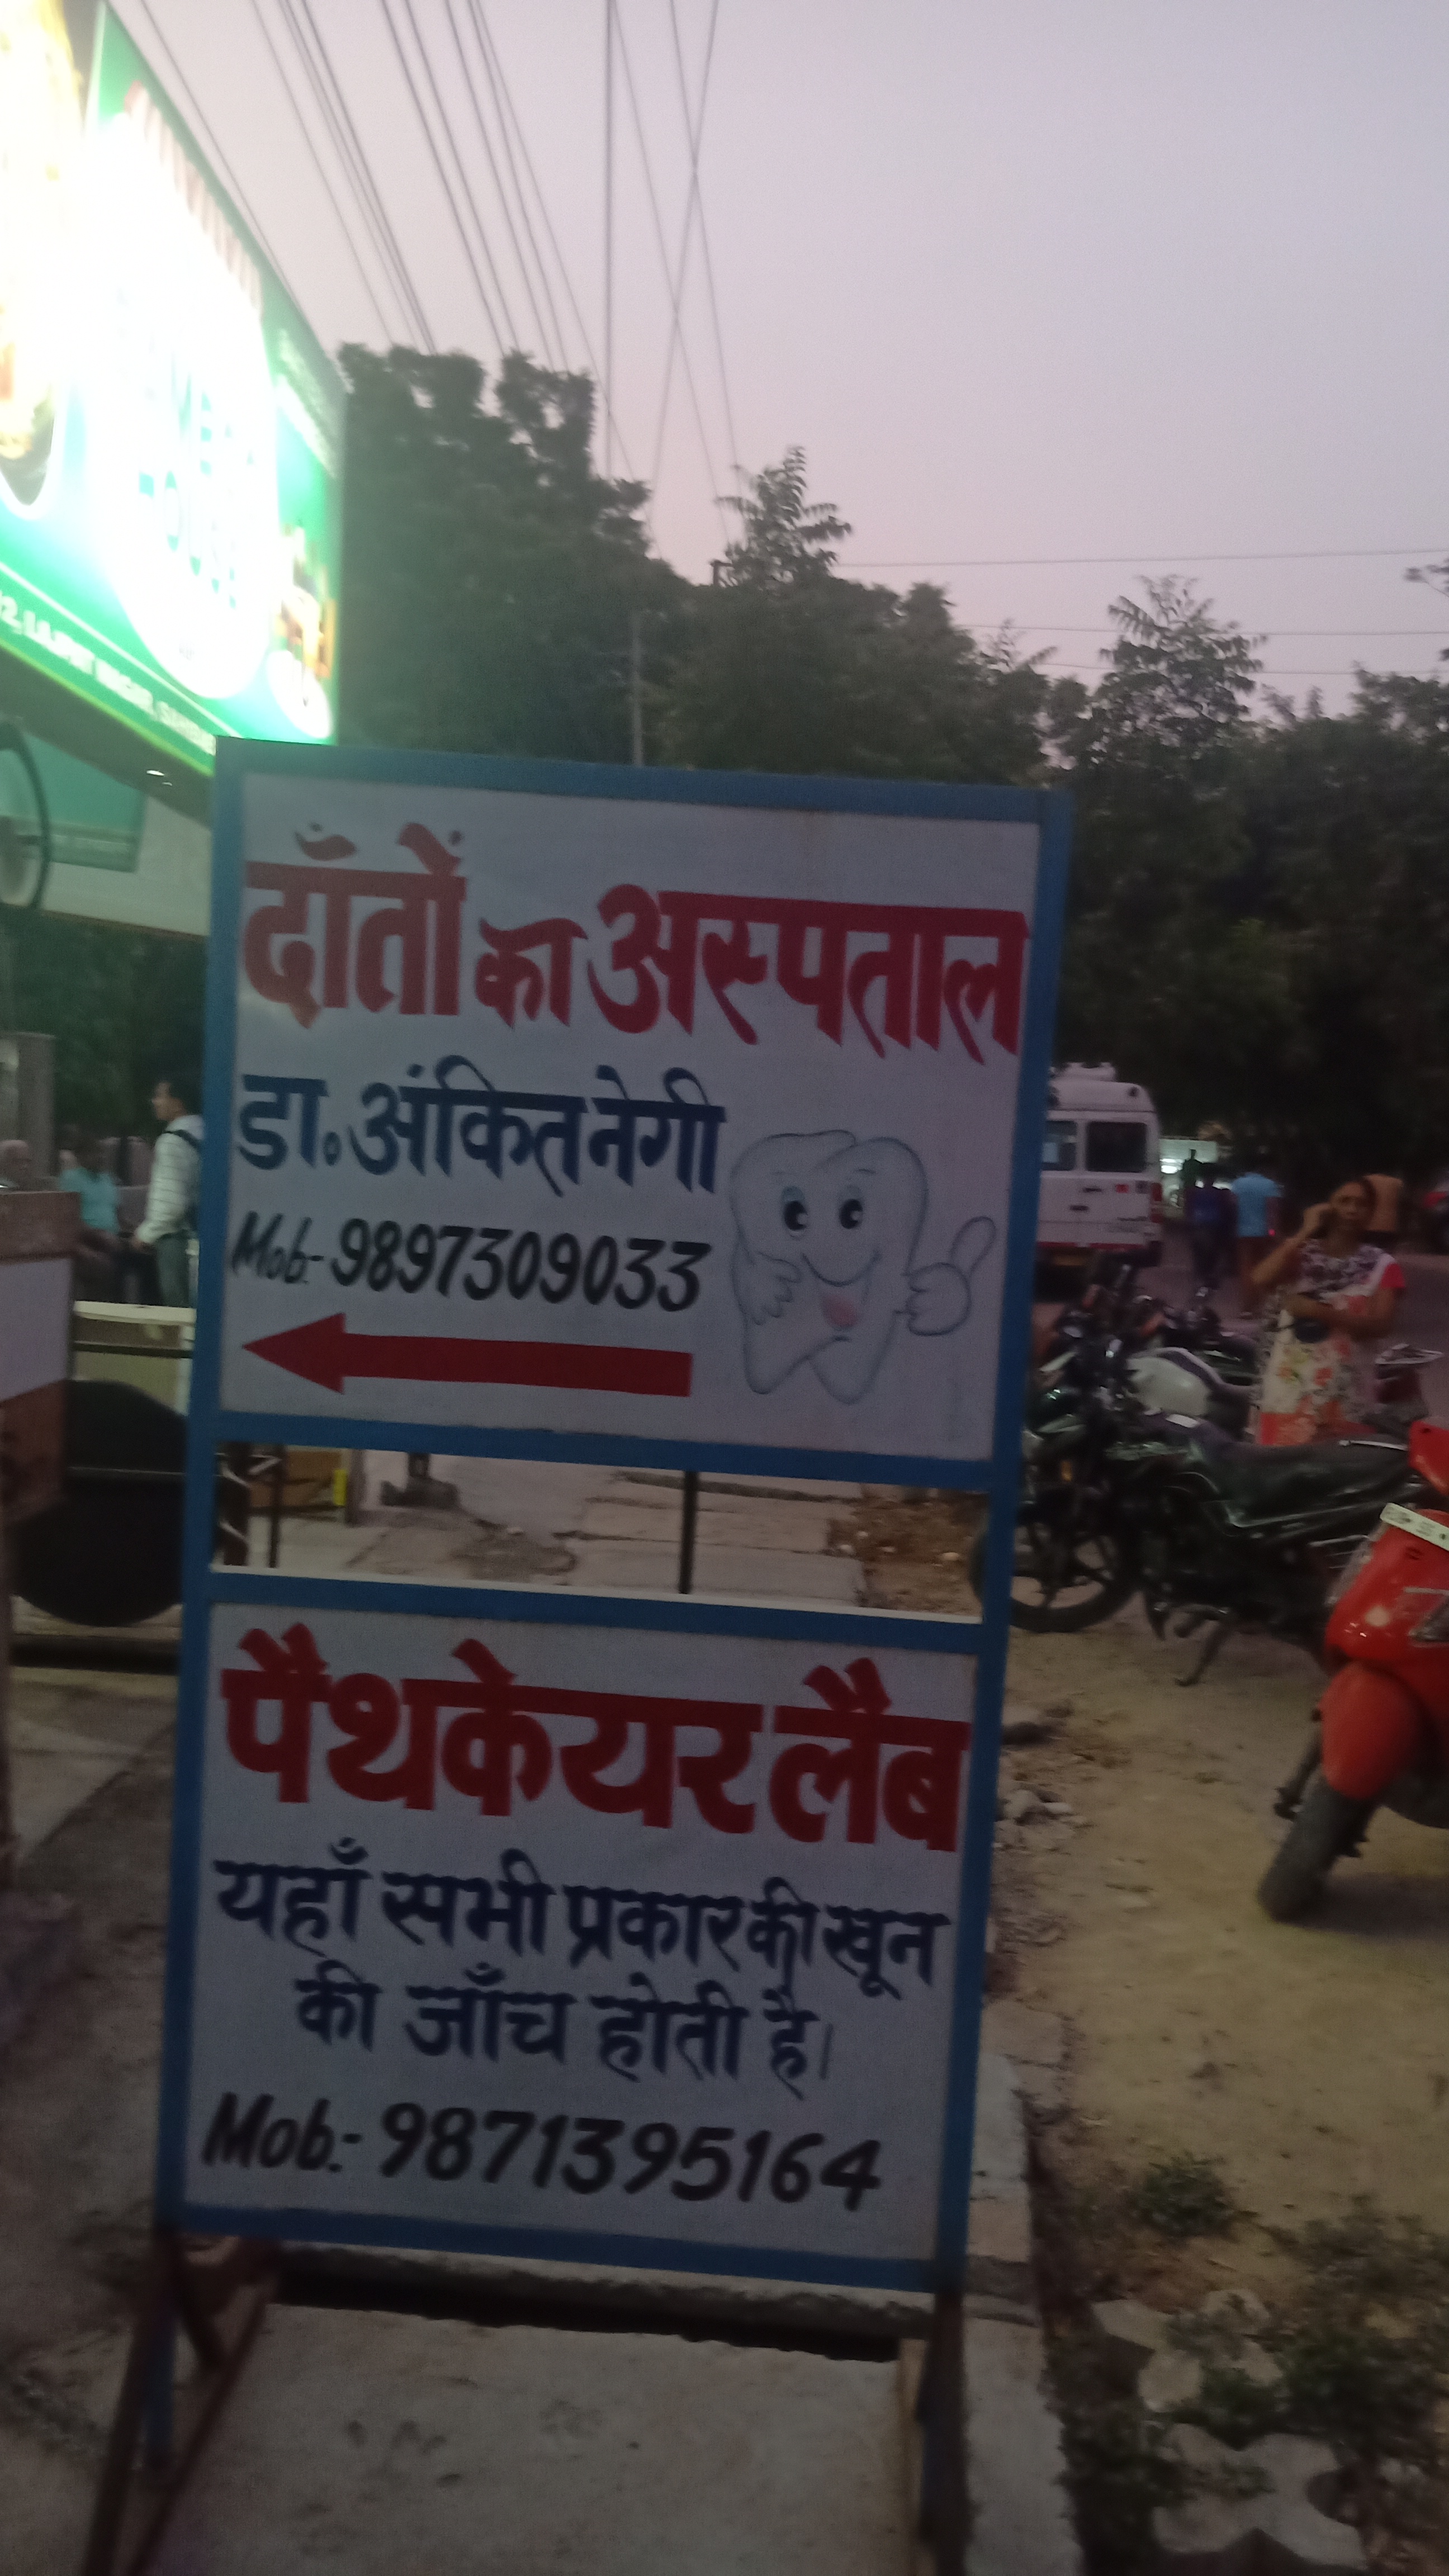 दाँतों का अस्पताल
डा. अंकित नेगी
Mob:- 9897309033
पैथकेयर लैब
यहाँ सभी प्रकार की खून
की जाँच होती है।
Mob:- 9871395164